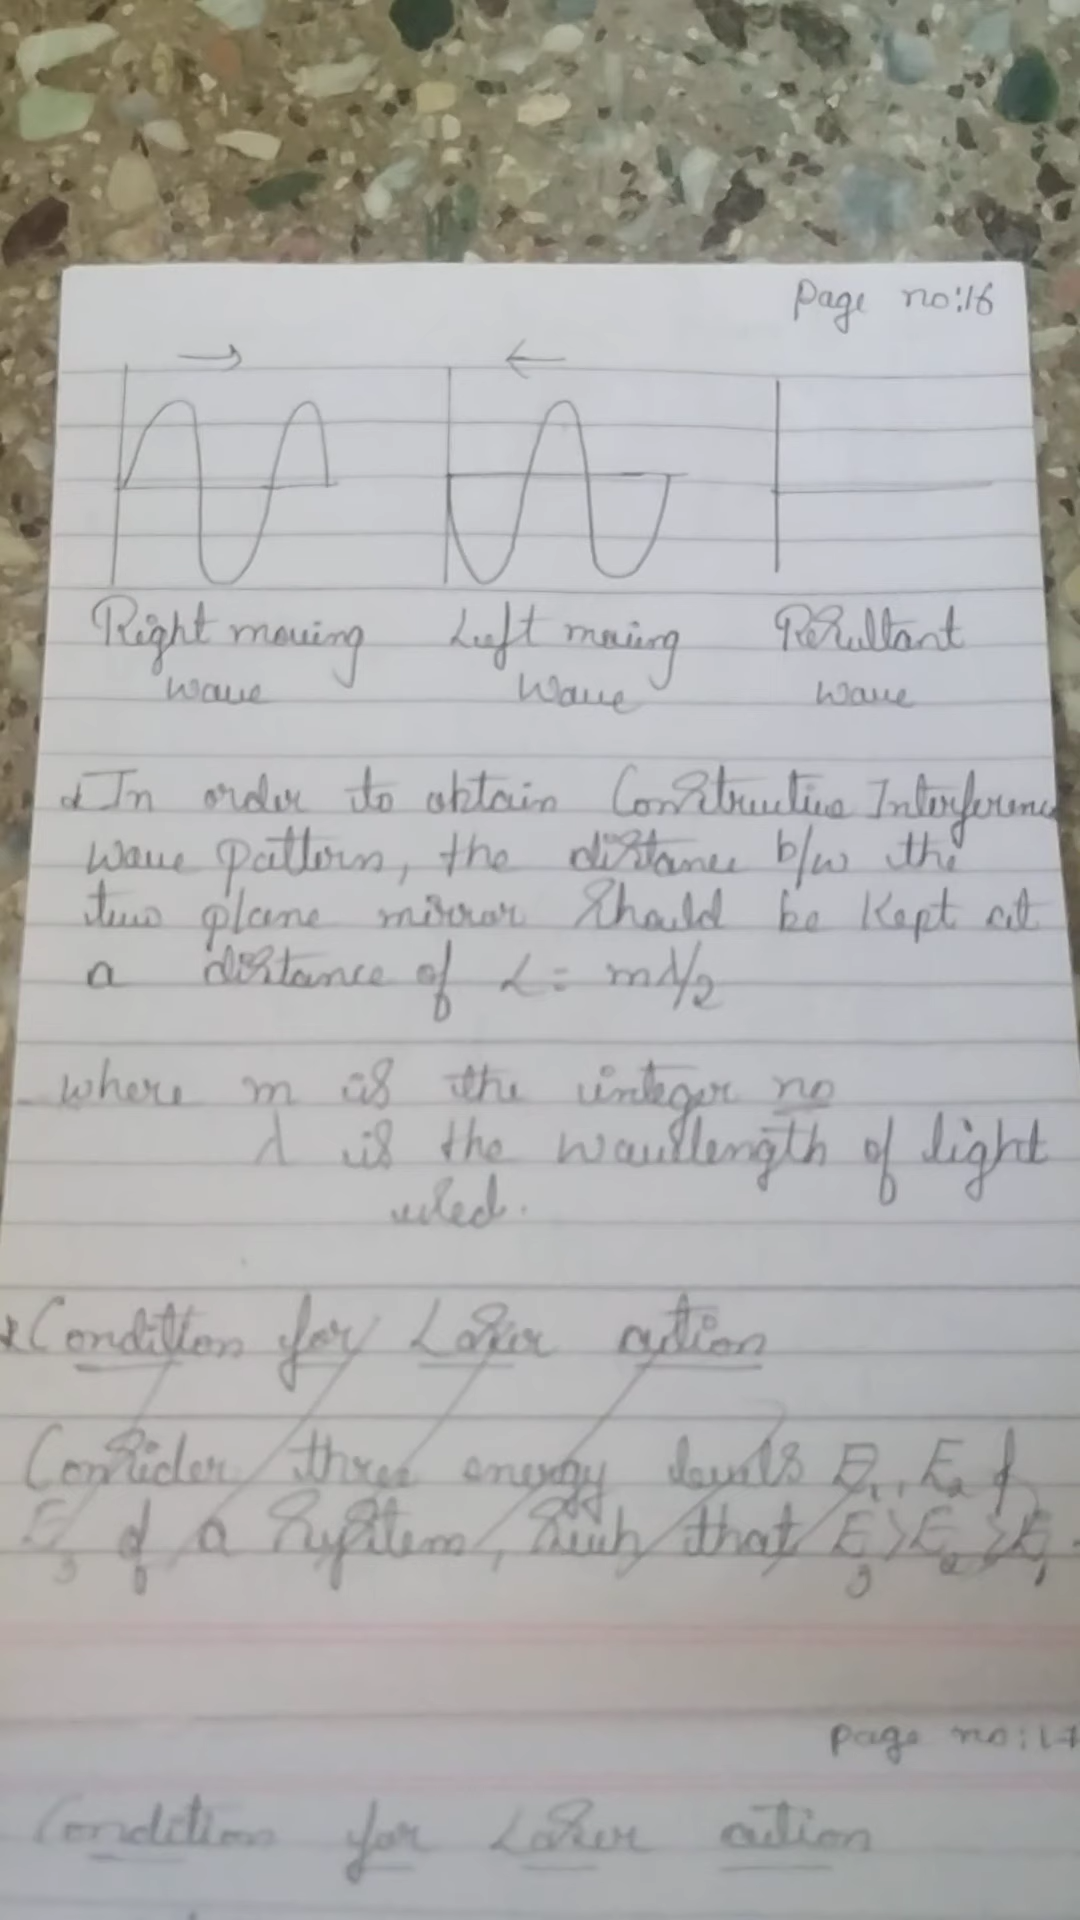 Page no:16
Right moving Left moving Resultant
wave wave wave
In order to obtain Constructive Interference
wave pattern, the distance b/w the
two plane mirror should be kept at
a distance of L = mλ/2
where m is the integer no
λ is the wavelength of light
used.
Condition for Laser action
Consider three energy levels E1, E2 &
E3 of a system, such that E3>E2>E1.
Page no:17
Condition for Laser action